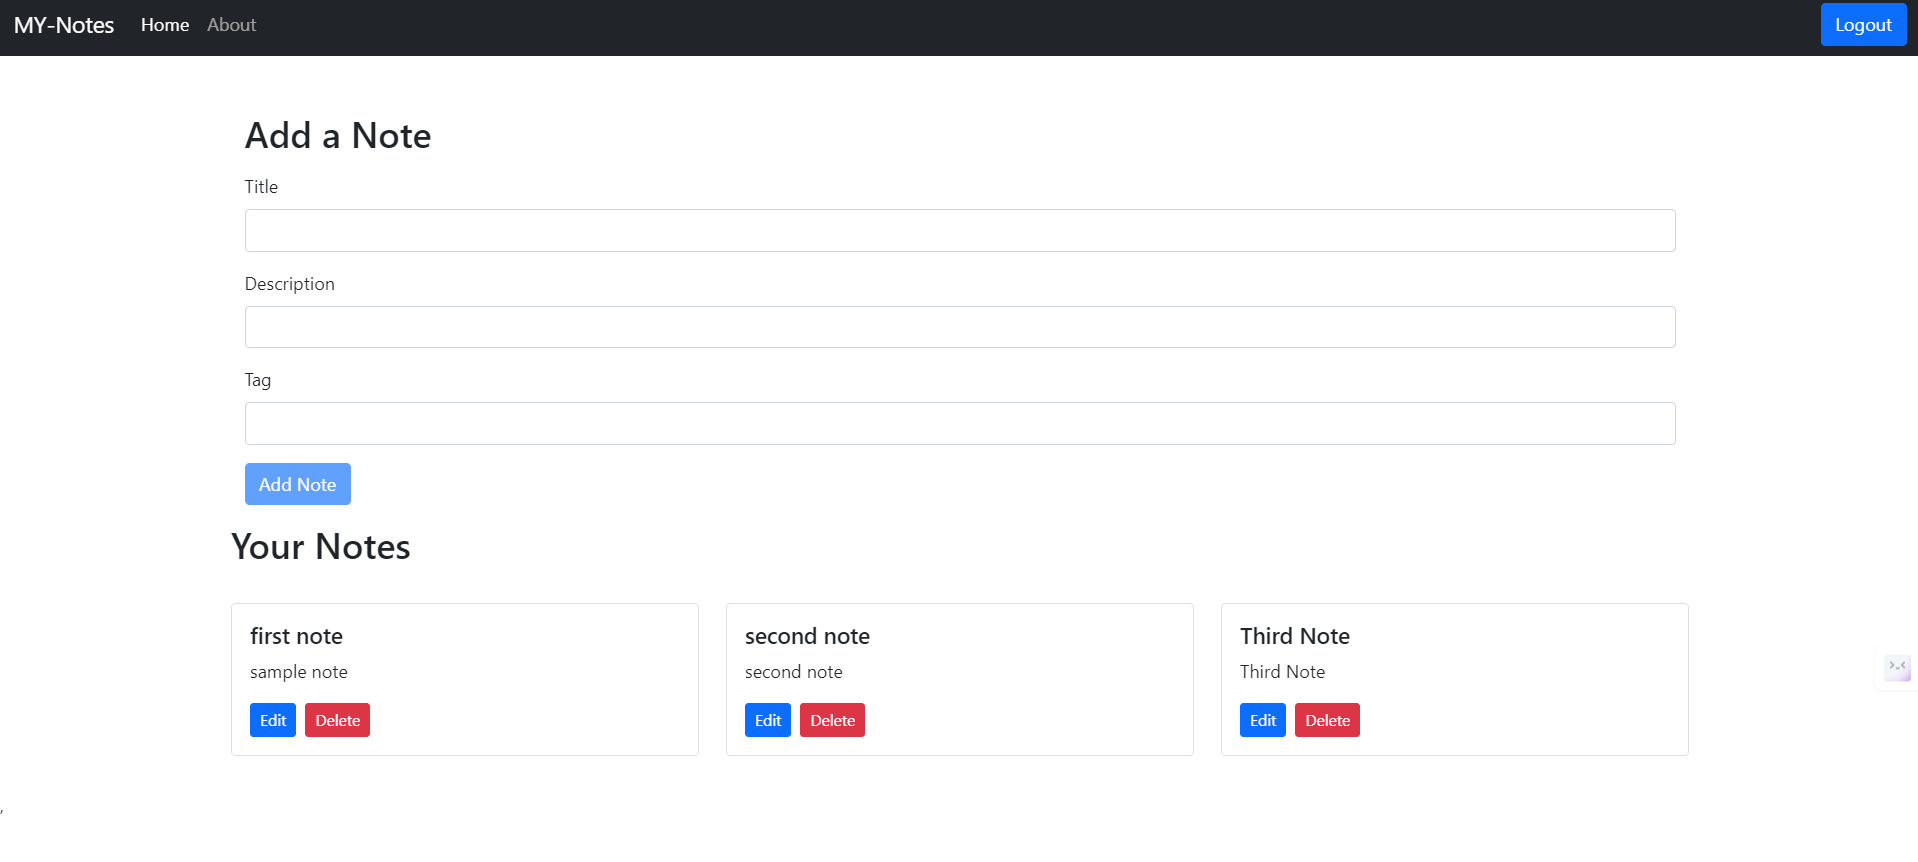 MY-Notes Home About Logout
Add a Note
Title
Description
Tag
Add Note
Your Notes
first note second note Third Note
sample note second note Third Note
Edit Delete Edit Delete Edit Delete
,